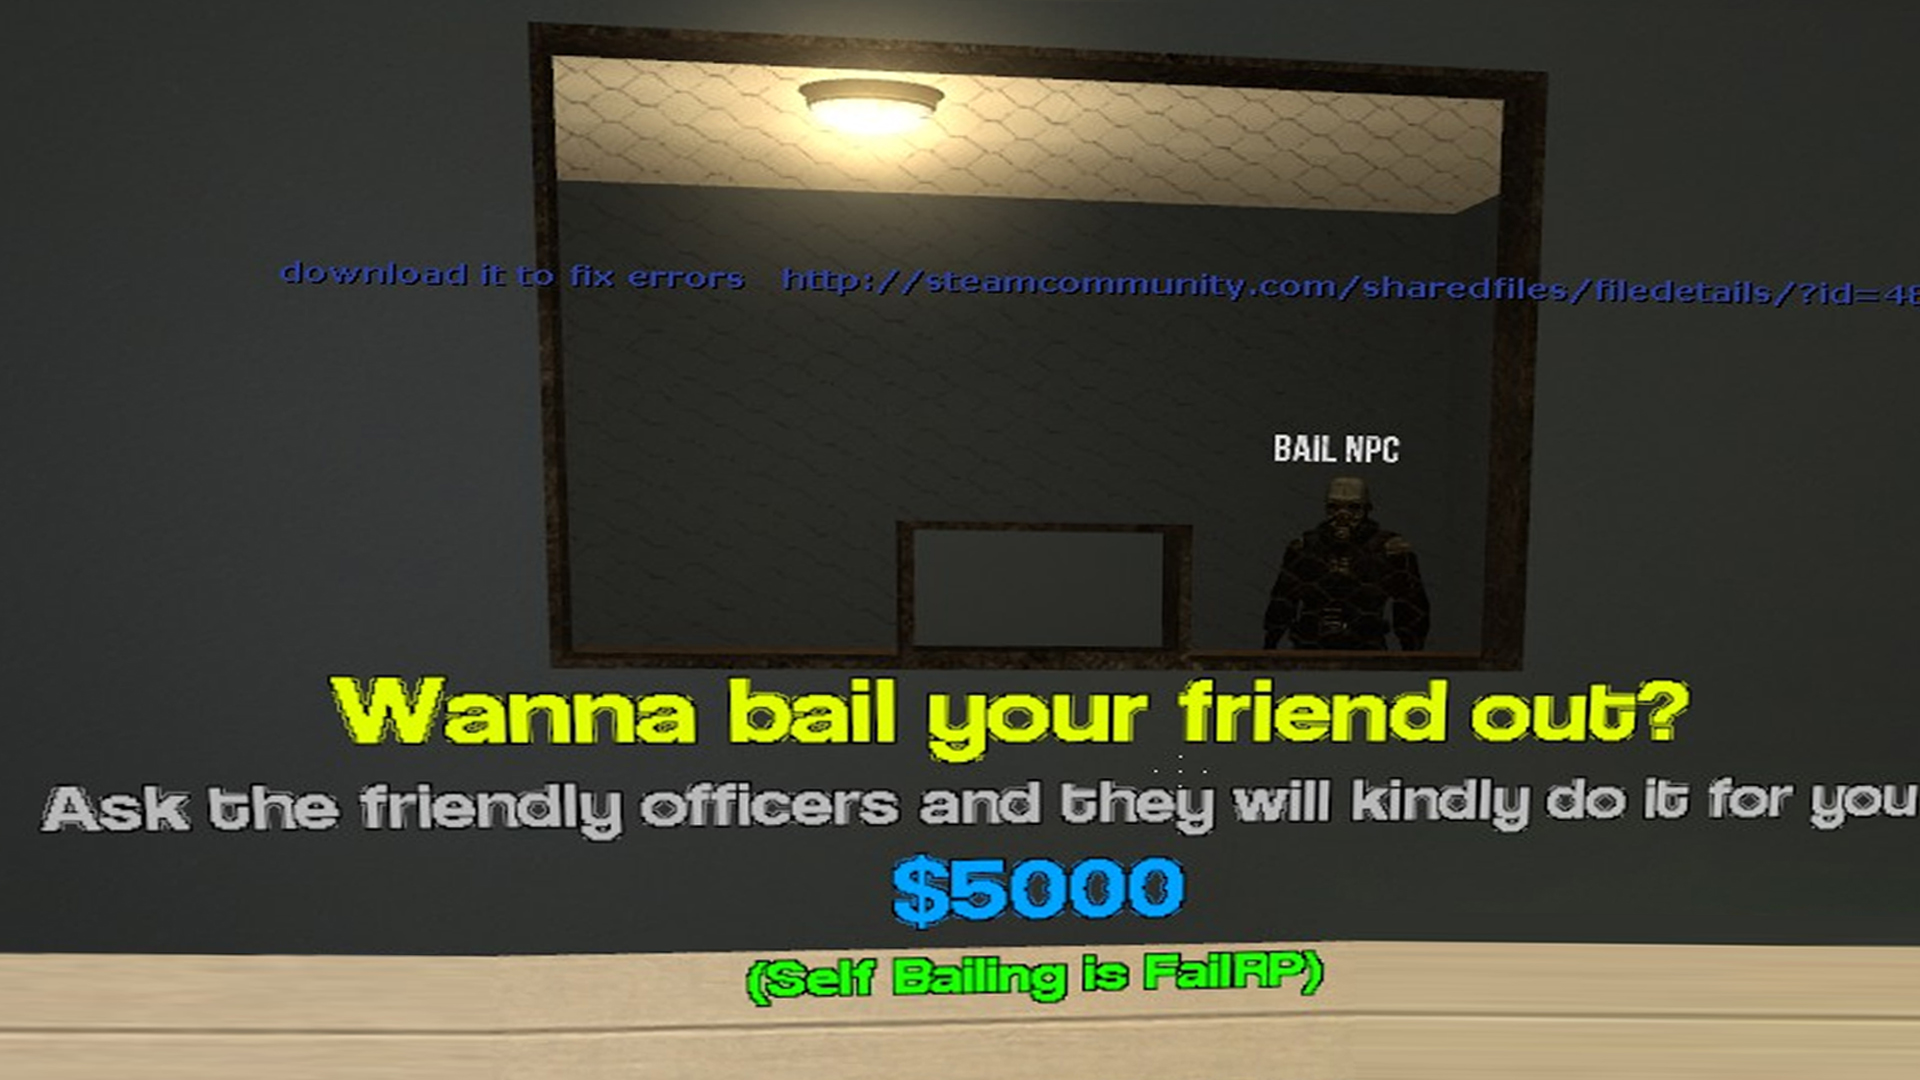 download it to fix errors http://steamcommunity.com/sharedfiles/filedetails/?id=48
BAIL NPC
Wanna bail your friend out?
Ask the friendly officers and they will kindly do it for you
$5000
(Self Bailing is FailRP)